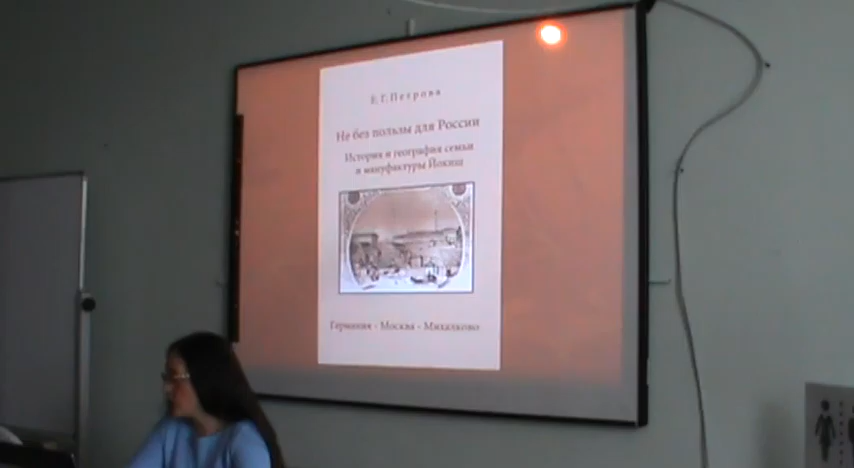 Е. Г. Петрова
Не без пользы для России
История и география семьи
и мануфактуры Йокиш
Германия - Москва - Михалково